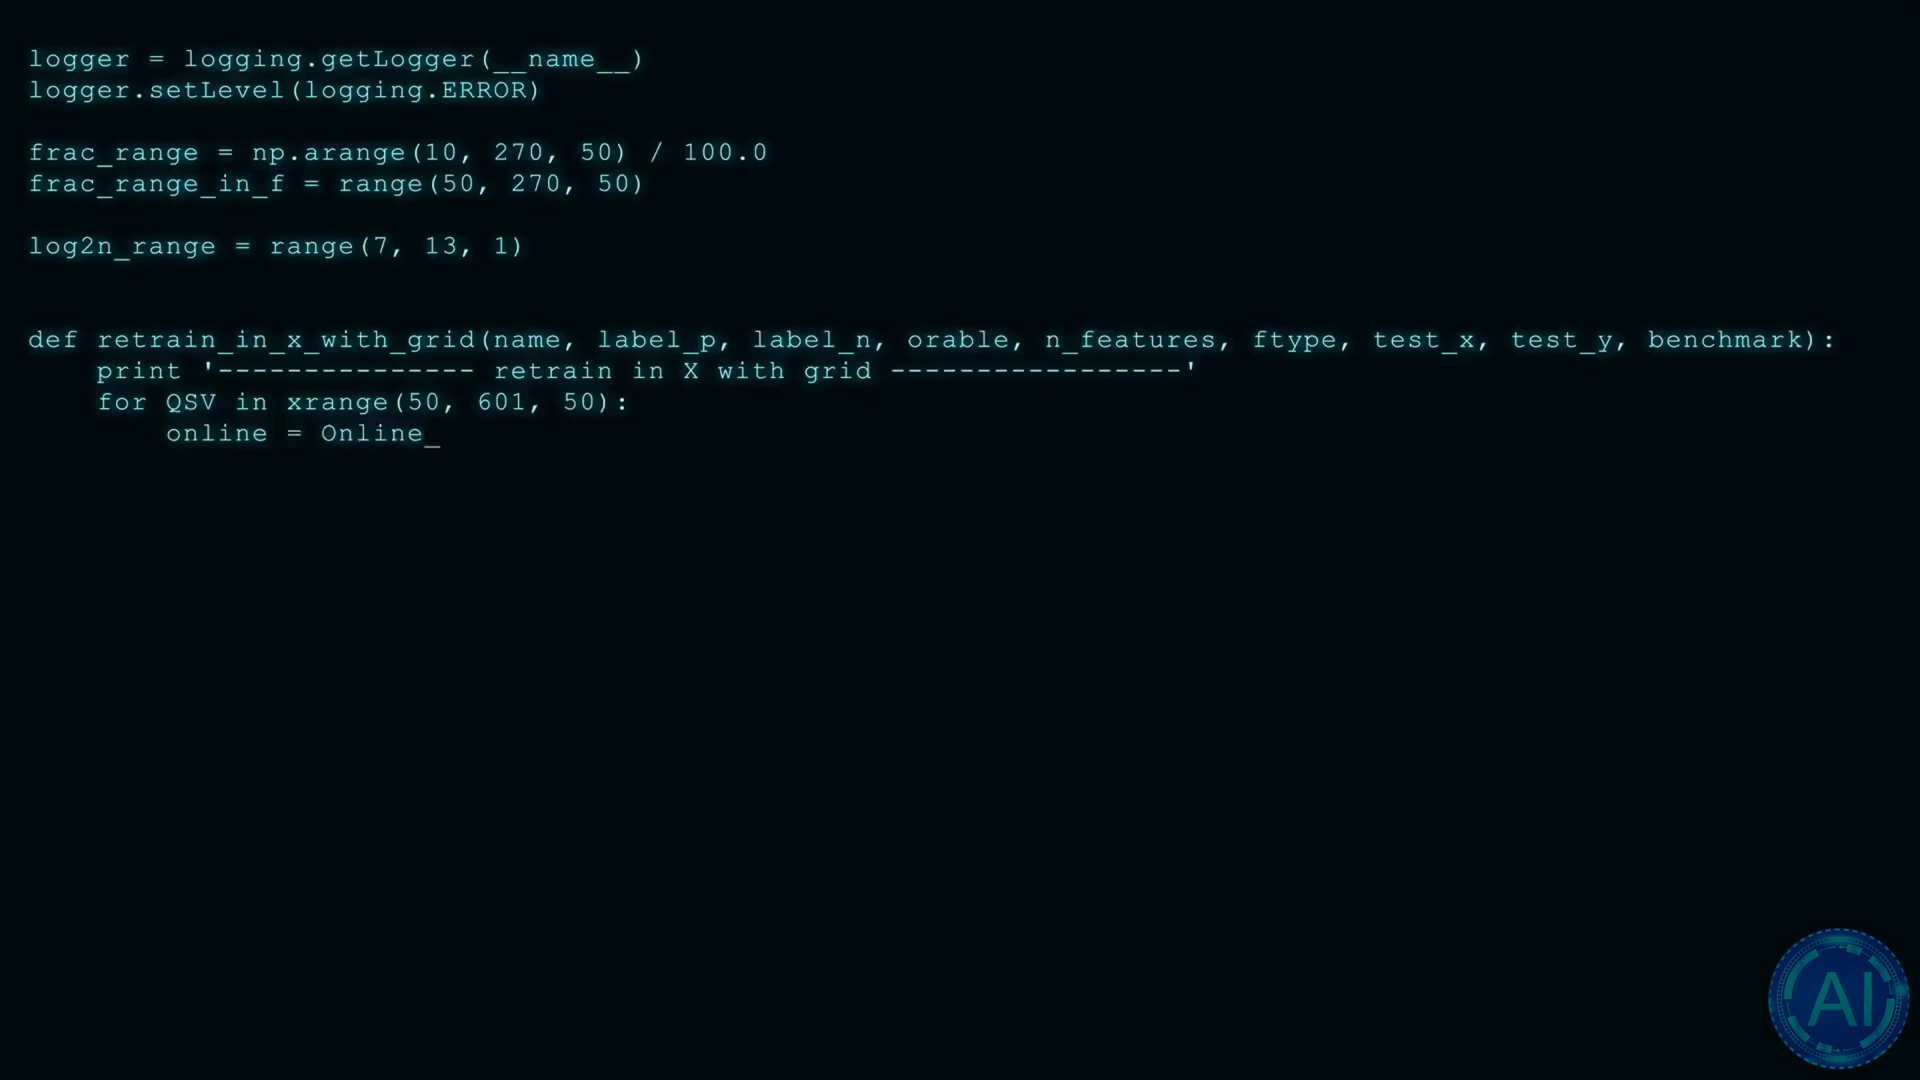 logger = logging.getLogger(__name__)
logger.setLevel(logging.ERROR)
frac_range = np.arange(10, 270, 50) / 100.0
frac_range_in_f = range(50, 270, 50)
log2n_range = range(7, 13, 1)
def retrain_in_x_with_grid(name, label_p, label_n, orable, n_features, ftype, test_x, test_y, benchmark):
    print '--------------- retrain in X with grid -----------------'
    for QSV in xrange(50, 601, 50):
        online = Online_
AI